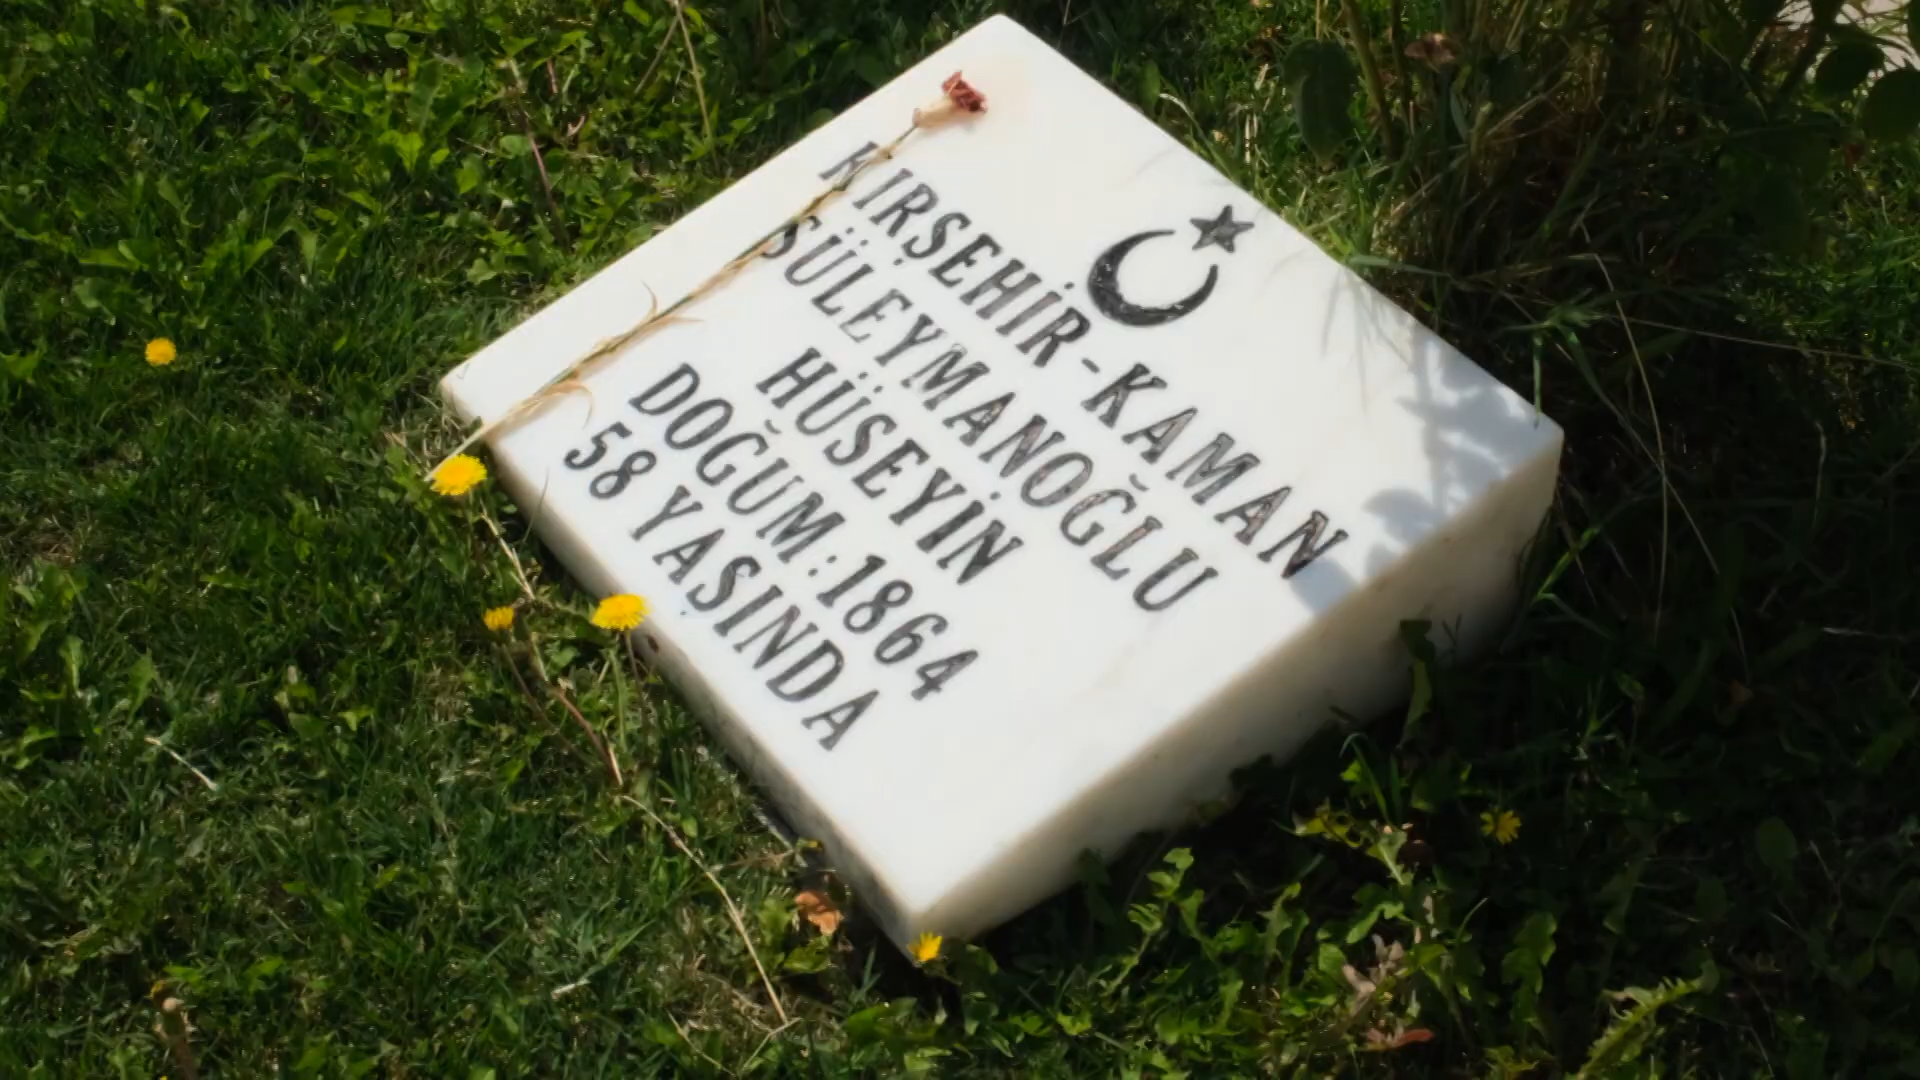 KIRŞEHİR-KAMAN
SÜLEYMANOĞLU
HÜSEYİN
DOĞUM:1864
58 YAŞINDA